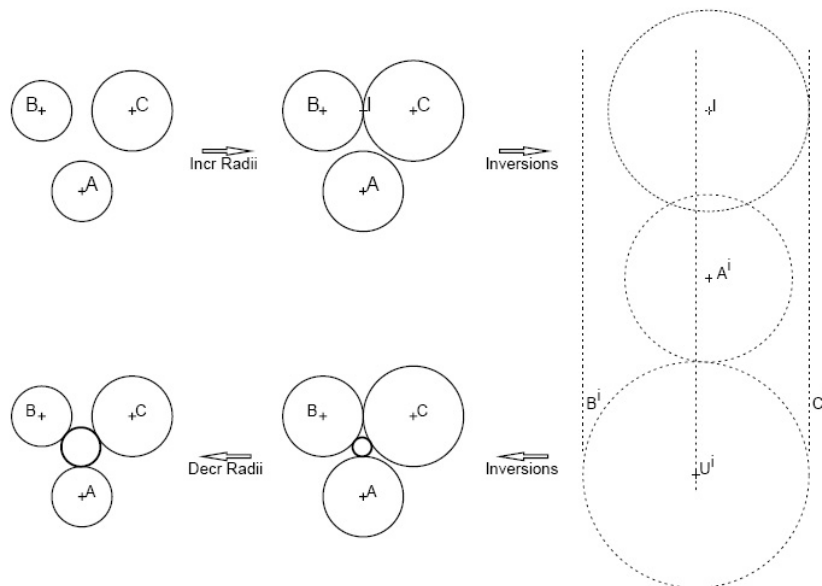 B C
A
Incr Radii
B I C
A
Inversions
I
A i
B i
C
U i
Inversions
B C
A
Decr Radii
B C
A